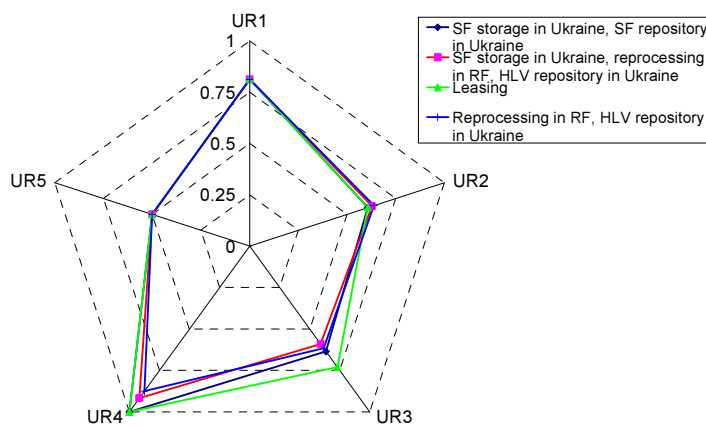 UR1
1
0.75
0.5
0.25
0
UR2
UR3
UR4
UR5
SF storage in Ukraine, SF repository
in Ukraine
SF storage in Ukraine, reprocessing
in RF, HLV repository in Ukraine
Leasing
Reprocessing in RF, HLV repository
in Ukraine